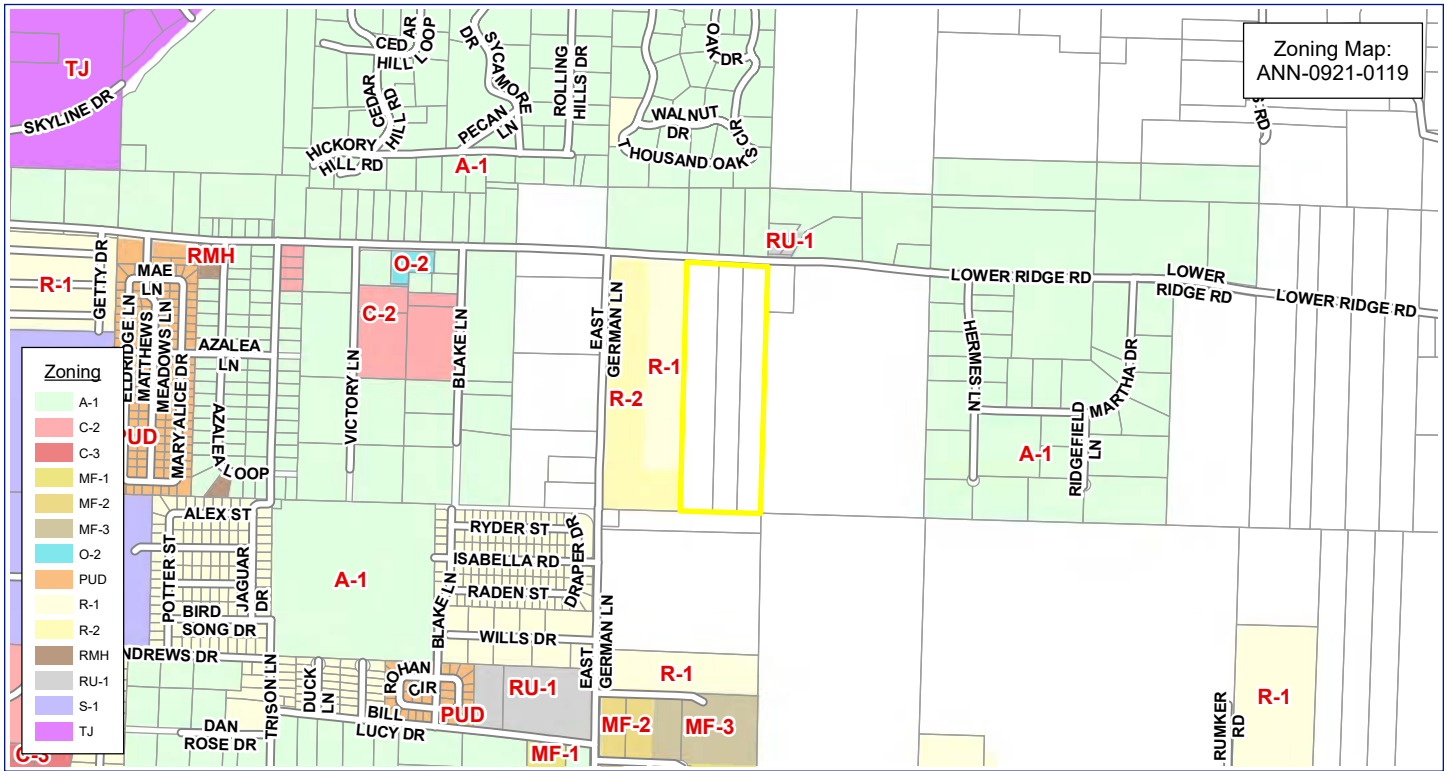 Zoning Map:
ANN-0921-0119
TJ
SKYLINE DR
CEDAR
HILL LOOP
CEDAR
HILL RD
SYCAMORE
DR
ROLLING
HILLS DR
PECAN
LN
HICKORY
HILL RD
A-1
OAK
DR
WALNUT
DR
THOUSAND OAKS CIR
RD
RU-1
LOWER RIDGE RD
LOWER
RIDGE RD
LOWER RIDGE RD
GETTY DR
MAE
LN
RMH
R-1
O-2
C-2
ELDRIDGE LN
MATTHEWS
MEADOWS LN
MARY ALICE DR
AZALEA
LN
AZALEA
LOOP
VICTORY LN
BLAKE LN
EAST
GERMAN LN
R-1
R-2
HERMES LN
MARTHA DR
RIDGEFIELD
LN
A-1
PUD
Zoning
A-1
C-2
C-3
MF-1
MF-2
MF-3
O-2
PUD
R-1
R-2
RMH
RU-1
S-1
TJ
ALEX ST
POTTER ST
JAGUAR
DR
BIRD
SONG DR
NDREWS DR
A-1
RYDER ST
ISABELLA RD
RADEN ST
DRAPER DR
BLAKE LN
WILLS DR
EAST
GERMAN LN
TRISON LN
DUCK
LN
ROHAN
CIR
BILL
LUCY DR
PUD
RU-1
R-1
DAN
ROSE DR
C-3
MF-1
MF-2
MF-3
RUMKER
RD
R-1